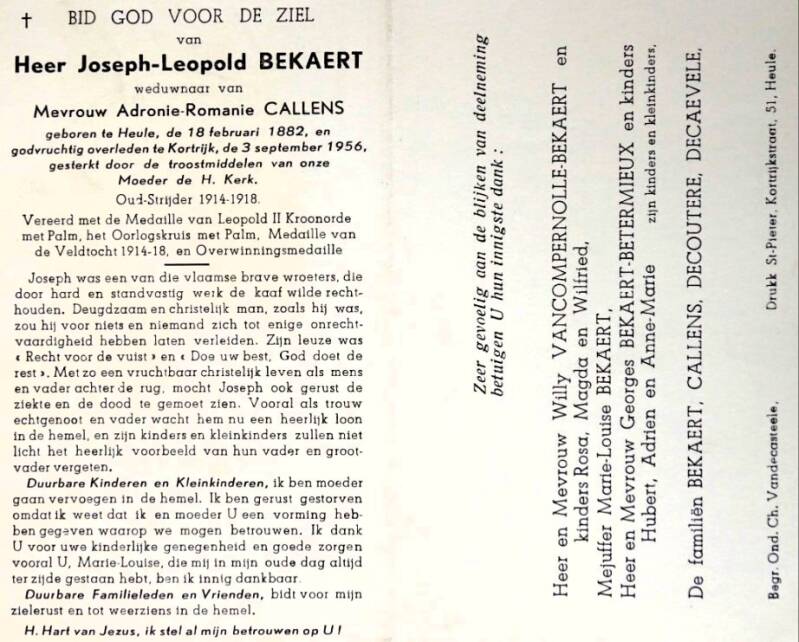 ✝ BID GOD VOOR DE ZIEL
van
Heer Joseph-Leopold BEKAERT
weduwnaar van
Mevrouw Adronie-Romanie CALLENS
geboren te Heule, de 18 februari 1882, en
godvruchtig overleden te Kortrijk, de 3 september 1956,
gesterkt door de troostmiddelen van onze
Moeder de H. Kerk.
Oud-Strijder 1914-1918.
Vereerd met de Medaille van Leopold II Kroonorde
met Palm, het Oorlogskruis met Palm, Medaille van
de Veldtocht 1914-18, en Overwinningsmedaille
Joseph was een van die vlaamse brave wroeters, die
door hard en standvastig werk de kaaf wilde recht-
houden. Deugdzaam en christelijk man, zoals hij was,
zou hij voor niets en niemand zich tot enige onrecht-
vaardigheid hebben laten verleiden. Zijn leuze was
« Recht voor de vuist » en « Doe uw best, God doet de
rest ». Met zo een vruchtbaar christelijk leven als mens
en vader achter de rug, mocht Joseph ook gerust de
ziekte en de dood te gemoet zien. Vooral als trouw
echtgenoot en vader wacht hem nu een heerlijk loon
in de hemel, en zijn kinders en kleinkinders zullen niet
licht het heerlijk voorbeeld van hun vader en groot-
vader vergeten.
Duurbare Kinderen en Kleinkinderen, ik ben moeder
gaan vervoegen in de hemel. Ik ben gerust gestorven
omdat ik weet dat ik en moeder U een vorming heb-
ben gegeven waarop we mogen betrouwen. Ik dank
U voor uwe kinderlijke genegenheid en goede zorgen
vooral U, Marie-Louise, die mij in mijn oude dag altijd
ter zijde gestaan hebt, ben ik innig dankbaar.
Duurbare Familieleden en Vrienden, bidt voor mijn
zielerust en tot weerziens in de hemel.
H. Hart van Jezus, ik stel al mijn betrouwen op U !
Zeer gevoelig aan de blijken van deelneming
betuigen U hun innigste dank :
Heer en Mevrouw Willy VANCOMPERNOLLE-BEKAERT en
kinders Rosa, Magda en Wilfried,
Mejuffer Marie-Louise BEKAERT,
Heer en Mevrouw Georges BEKAERT-BETERMIEUX en kinders
Hubert, Adrien en Anne-Marie
zijn kinders en kleinkinders,
De familiën BEKAERT, CALLENS, DECOUTERE, DECAEVELE,
Begr. Ond. Ch. Vandecasteele, Drukk St-Pieter, Kortrijkstraat, 51, Heule.